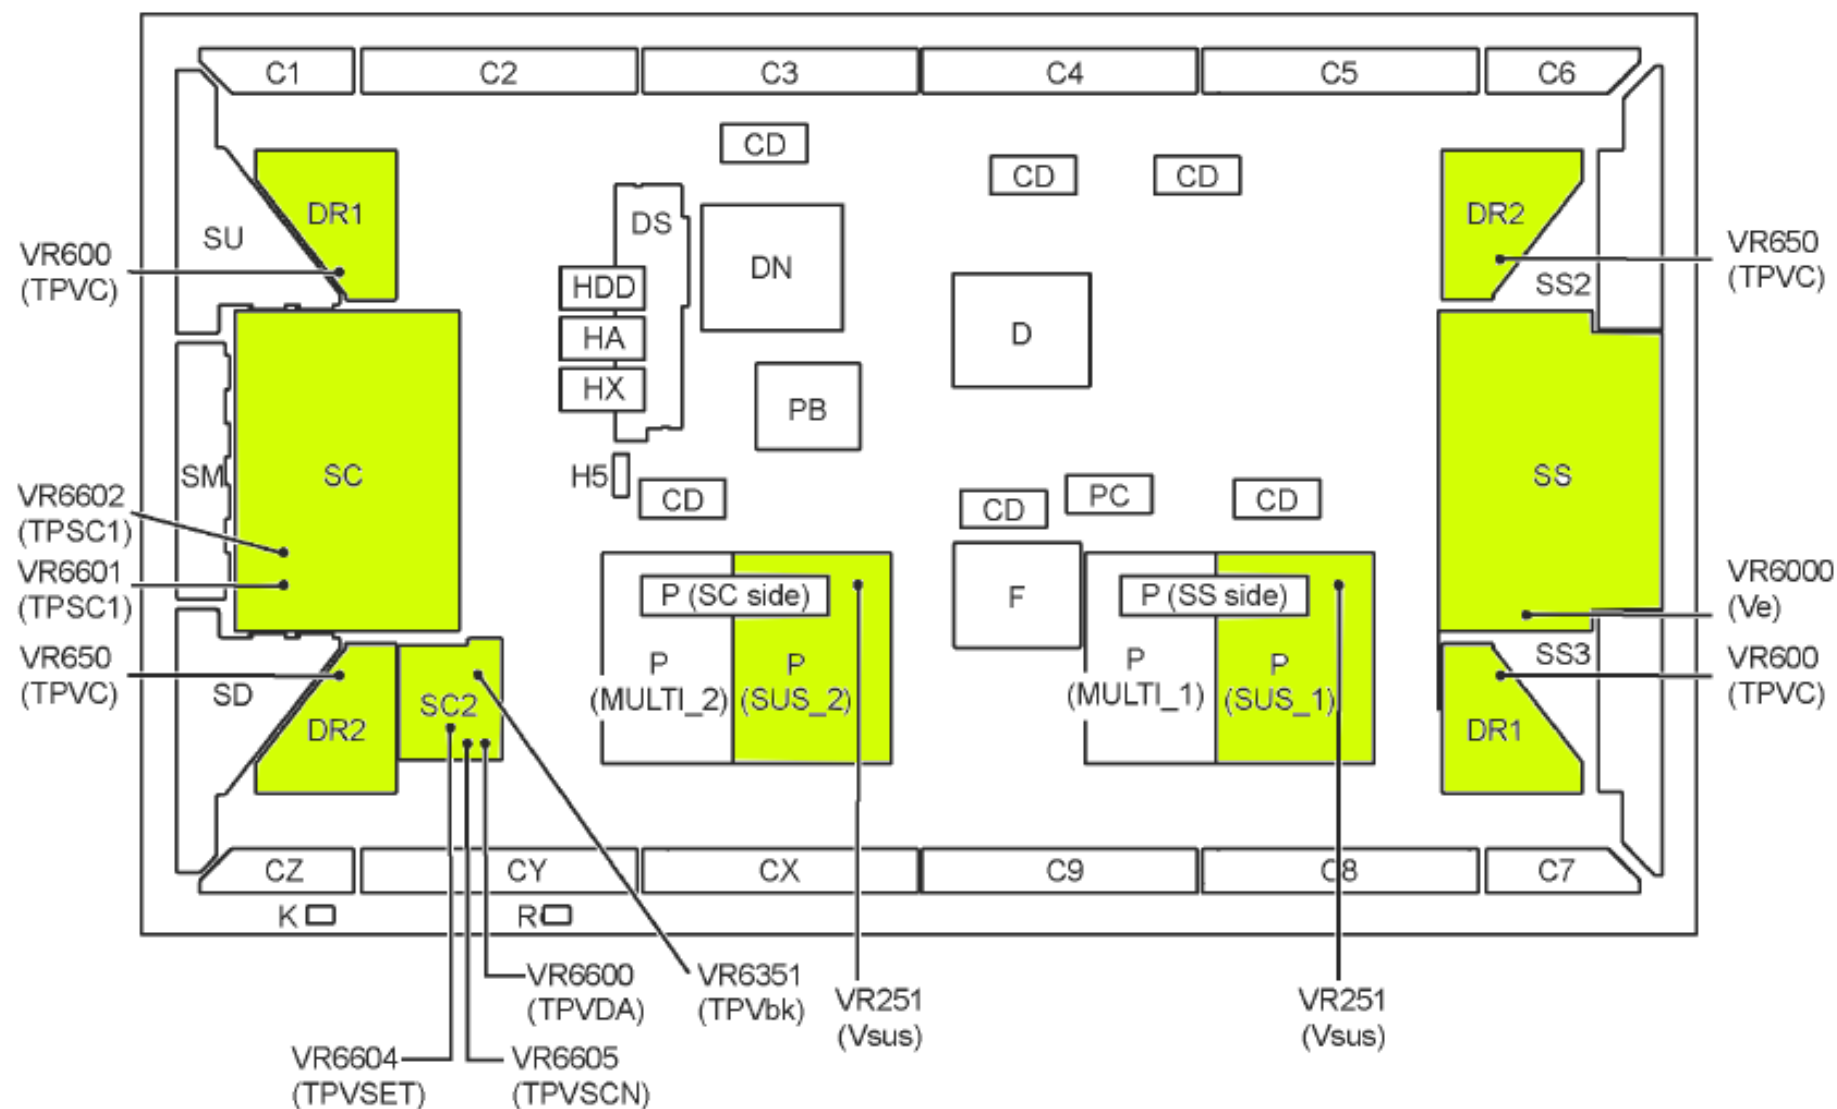 C1 C2 C3 C4 C5 C6
CD
CD CD
DR1 DS DR2
SU
DN
VR600
(TPVC)
VR650
(TPVC)
HDD
SS2
HA
D
HX
PB
SM
SC
H5
SS
CD
CD
PC
CD
VR6602
(TPSC1)
VR6601
(TPSC1)
P (SC side)
F
P (SS side)
VR6000
(Ve)
VR650
(TPVC)
SD
SC2
DR2
P
(MULTI_2)
P
(SUS_2)
P
(MULTI_1)
P
(SUS_1)
SS3
DR1
VR600
(TPVC)
CZ CY CX C9 C8 C7
K R
VR6600
(TPVDA)
VR6351
(TPVbk)
VR251
(Vsus)
VR251
(Vsus)
VR6604
(TPVSET)
VR6605
(TPVSCN)